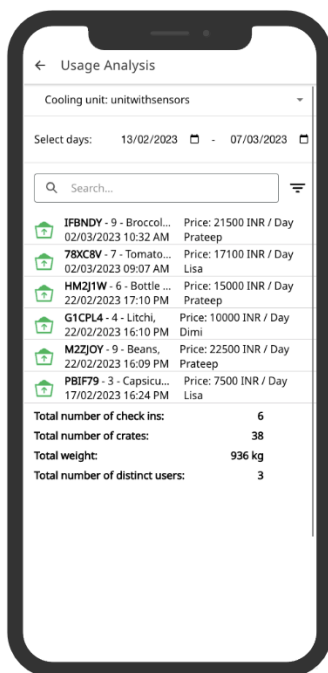 Usage Analysis
Cooling unit: unitwithsensors
Select days: 13/02/2023 - 07/03/2023
Search...
IFBNDY - 9 - Broccol... Price: 21500 INR / Day
02/03/2023 10:32 AM Prateep
78XC8V - 7 - Tomato... Price: 17100 INR / Day
02/03/2023 09:07 AM Lisa
HM2J1W - 6 - Bottle ... Price: 15000 INR / Day
22/02/2023 17:10 PM Prateep
G1CPL4 - 4 - Litchi, Price: 10000 INR / Day
22/02/2023 16:10 PM Dimi
M2ZJOY - 9 - Beans, Price: 22500 INR / Day
22/02/2023 16:09 PM Prateep
PBIF79 - 3 - Capsicu... Price: 7500 INR / Day
17/02/2023 16:24 PM Lisa
Total number of check ins: 6
Total number of crates: 38
Total weight: 936 kg
Total number of distinct users: 3